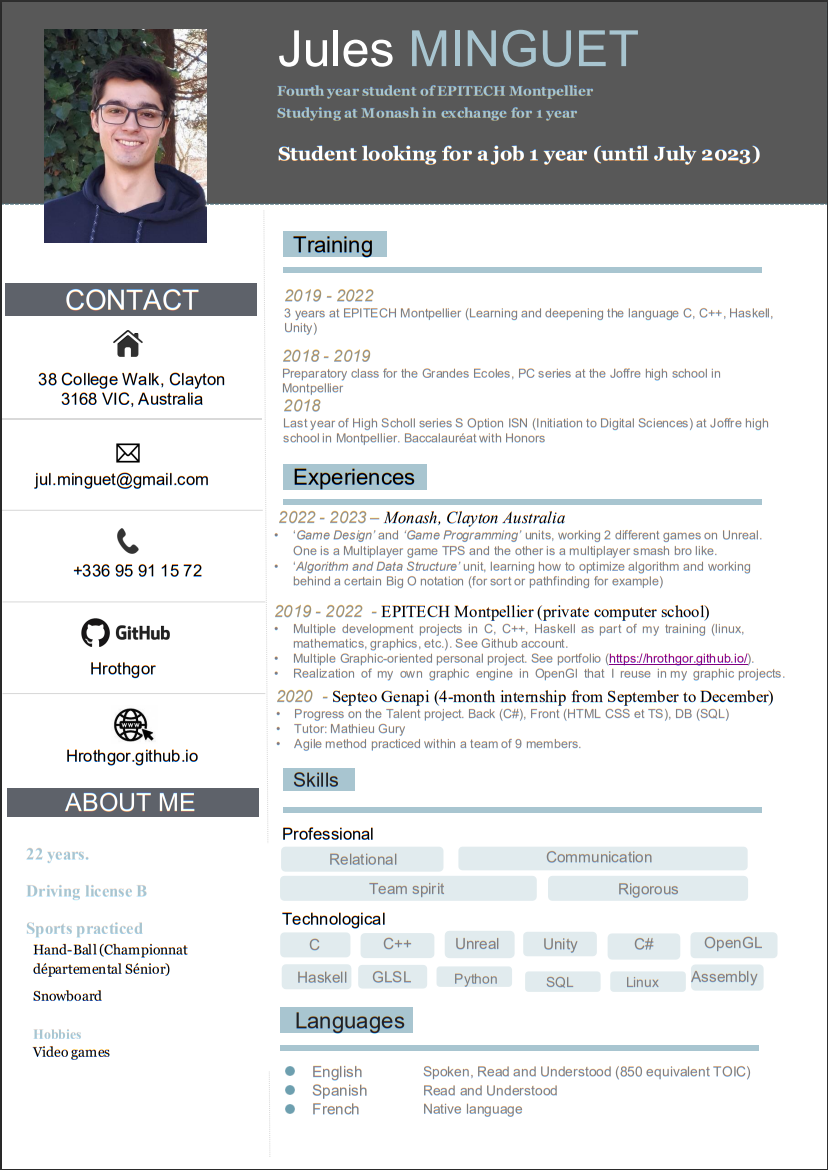 Jules MINGUET
Fourth year student of EPITECH Montpellier
Studying at Monash in exchange for 1 year
Student looking for a job 1 year (until July 2023)
CONTACT
38 College Walk, Clayton
3168 VIC, Australia
jul.minguet@gmail.com
+336 95 91 15 72
GitHub
Hrothgor
WWW
Hrothgor.github.io
ABOUT ME
22 years.
Driving license B
Sports practiced
Hand-Ball (Championnat
départemental Sénior)
Snowboard
Hobbies
Video games
Training
2019 - 2022
3 years at EPITECH Montpellier (Learning and deepening the language C, C++, Haskell,
Unity)
2018 - 2019
Preparatory class for the Grandes Ecoles, PC series at the Joffre high school in
Montpellier
2018
Last year of High Scholl series S Option ISN (Initiation to Digital Sciences) at Joffre high
school in Montpellier. Baccalauréat with Honors
Experiences
2022 - 2023 – Monash, Clayton Australia
• ‘Game Design’ and ‘Game Programming’ units, working 2 different games on Unreal.
One is a Multiplayer game TPS and the other is a multiplayer smash bro like.
• ‘Algorithm and Data Structure’ unit, learning how to optimize algorithm and working
behind a certain Big O notation (for sort or pathfinding for example)
2019 - 2022 - EPITECH Montpellier (private computer school)
• Multiple development projects in C, C++, Haskell as part of my training (linux,
mathematics, graphics, etc.). See Github account.
• Multiple Graphic-oriented personal project. See portfolio (https://hrothgor.github.io/).
• Realization of my own graphic engine in OpenGl that I reuse in my graphic projects.
2020 - Septeo Genapi (4-month internship from September to December)
• Progress on the Talent project. Back (C#), Front (HTML CSS et TS), DB (SQL)
• Tutor: Mathieu Gury
• Agile method practiced within a team of 9 members.
Skills
Professional
Relational Communication
Team spirit Rigorous
Technological
C C++ Unreal Unity C# OpenGL
Haskell GLSL Python SQL Linux Assembly
Languages
English Spoken, Read and Understood (850 equivalent TOIC)
Spanish Read and Understood
French Native language